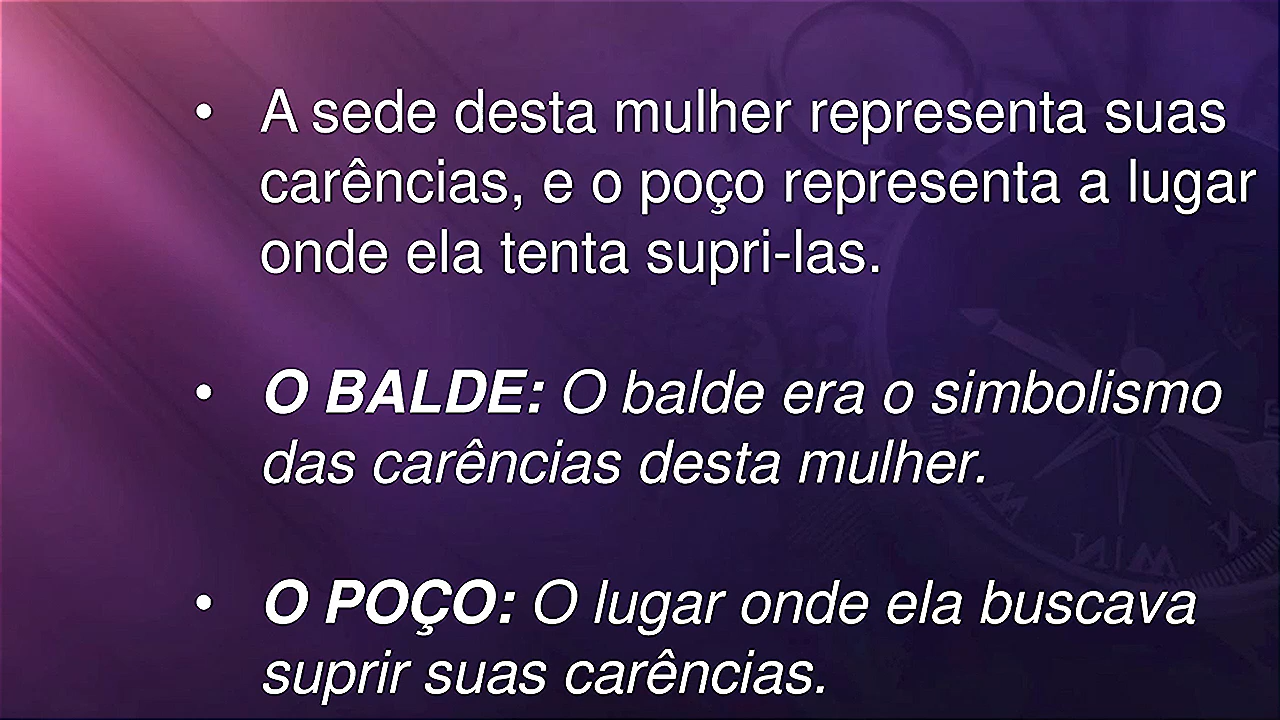 • A sede desta mulher representa suas
carências, e o poço representa a lugar
onde ela tenta supri-las.
• O BALDE: O balde era o simbolismo
das carências desta mulher.
• O POÇO: O lugar onde ela buscava
suprir suas carências.